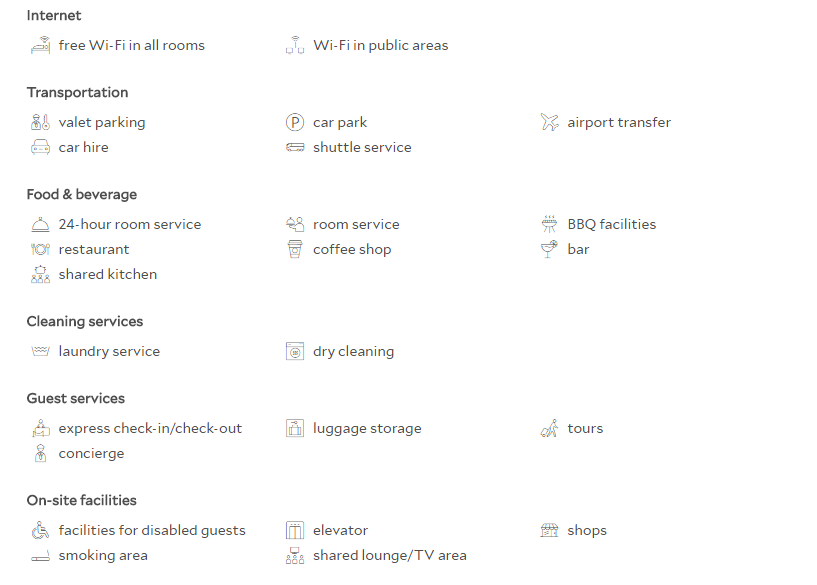 Internet
free Wi-Fi in all rooms Wi-Fi in public areas
Transportation
valet parking P car park airport transfer
car hire shuttle service
Food & beverage
24-hour room service room service BBQ facilities
restaurant coffee shop bar
shared kitchen
Cleaning services
laundry service dry cleaning
Guest services
express check-in/check-out luggage storage tours
concierge
On-site facilities
facilities for disabled guests elevator shops
smoking area shared lounge/TV area